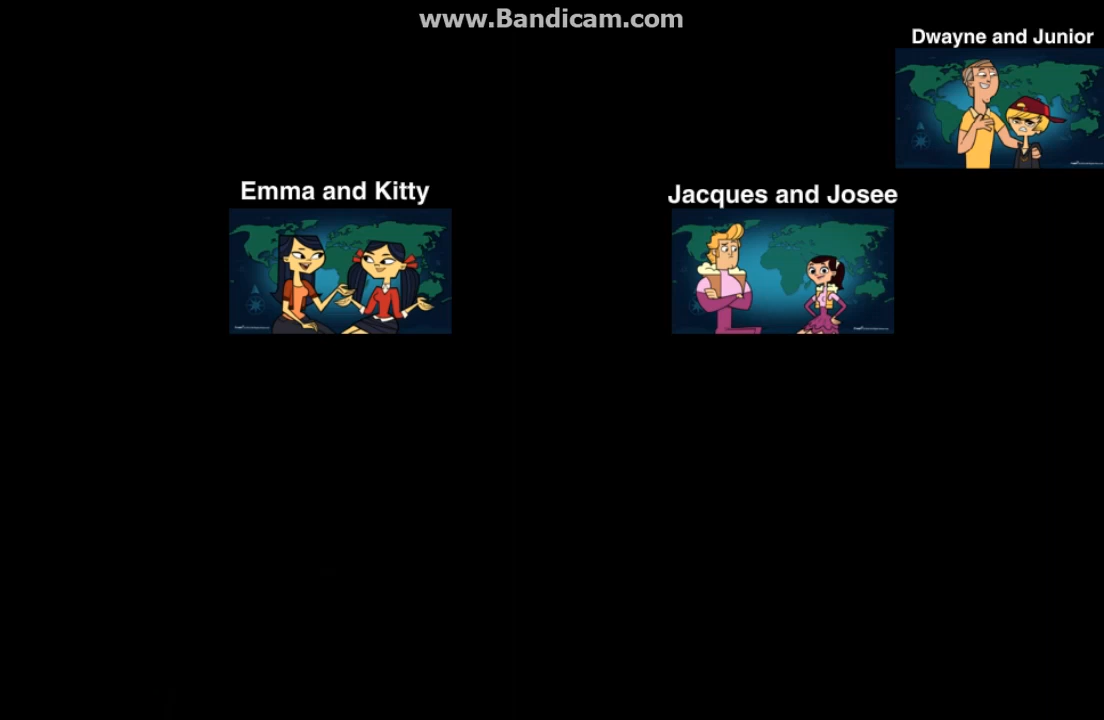 www.Bandicam.com
Dwayne and Junior
Emma and Kitty
Jacques and Josee